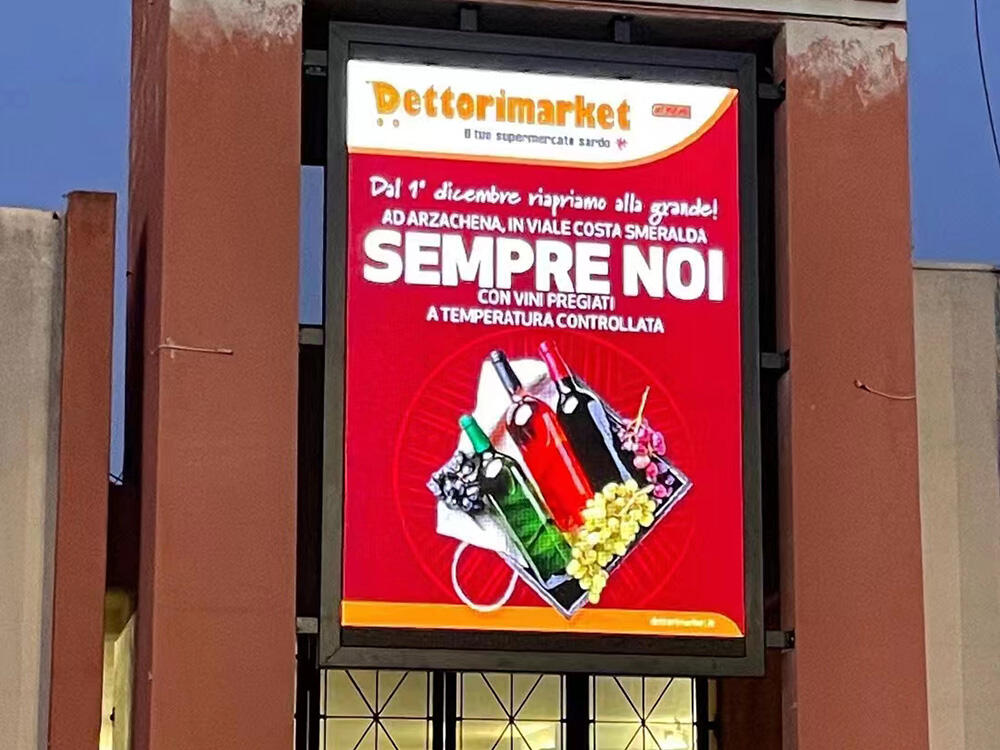 Dettorimarket
Il tuo supermercato sardo
Dal 1° dicembre riapriamo alla grande!
AD ARZACHENA, IN VIALE COSTA SMERALDA
SEMPRE NOI
CON VINI PREGIATI
A TEMPERATURA CONTROLLATA
dettorimarket.it